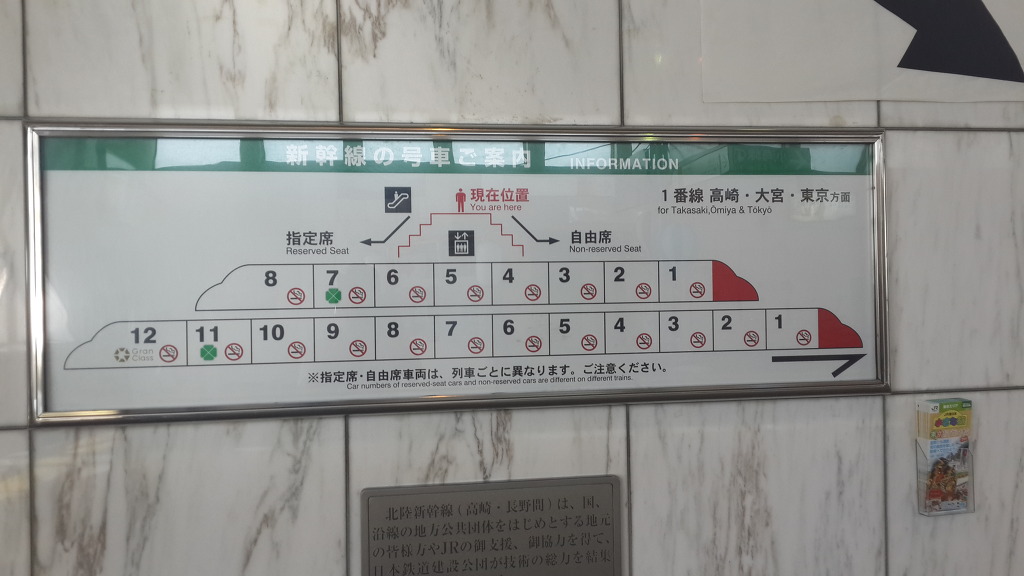 新幹線の号車ご案内 INFORMATION
現在位置
You are here
1番線 高崎・大宮・東京方面
for Takasaki,Ōmiya & Tōkyō
指定席
Reserved Seat
自由席
Non-reserved Seat
8 7 6 5 4 3 2 1
12 11 10 9 8 7 6 5 4 3 2 1
Gran Class
※指定席・自由席車両は、列車ごとに異なります。ご注意ください。
Car numbers of reserved-seat cars and non-reserved cars are different on different trains.
北陸新幹線(高崎・長野間)は、国、
沿線の地方公共団体をはじめとする地元
の皆様方やJRの御支援、御協力を得て、
日本鉄道建設公団が技術の総力を結集